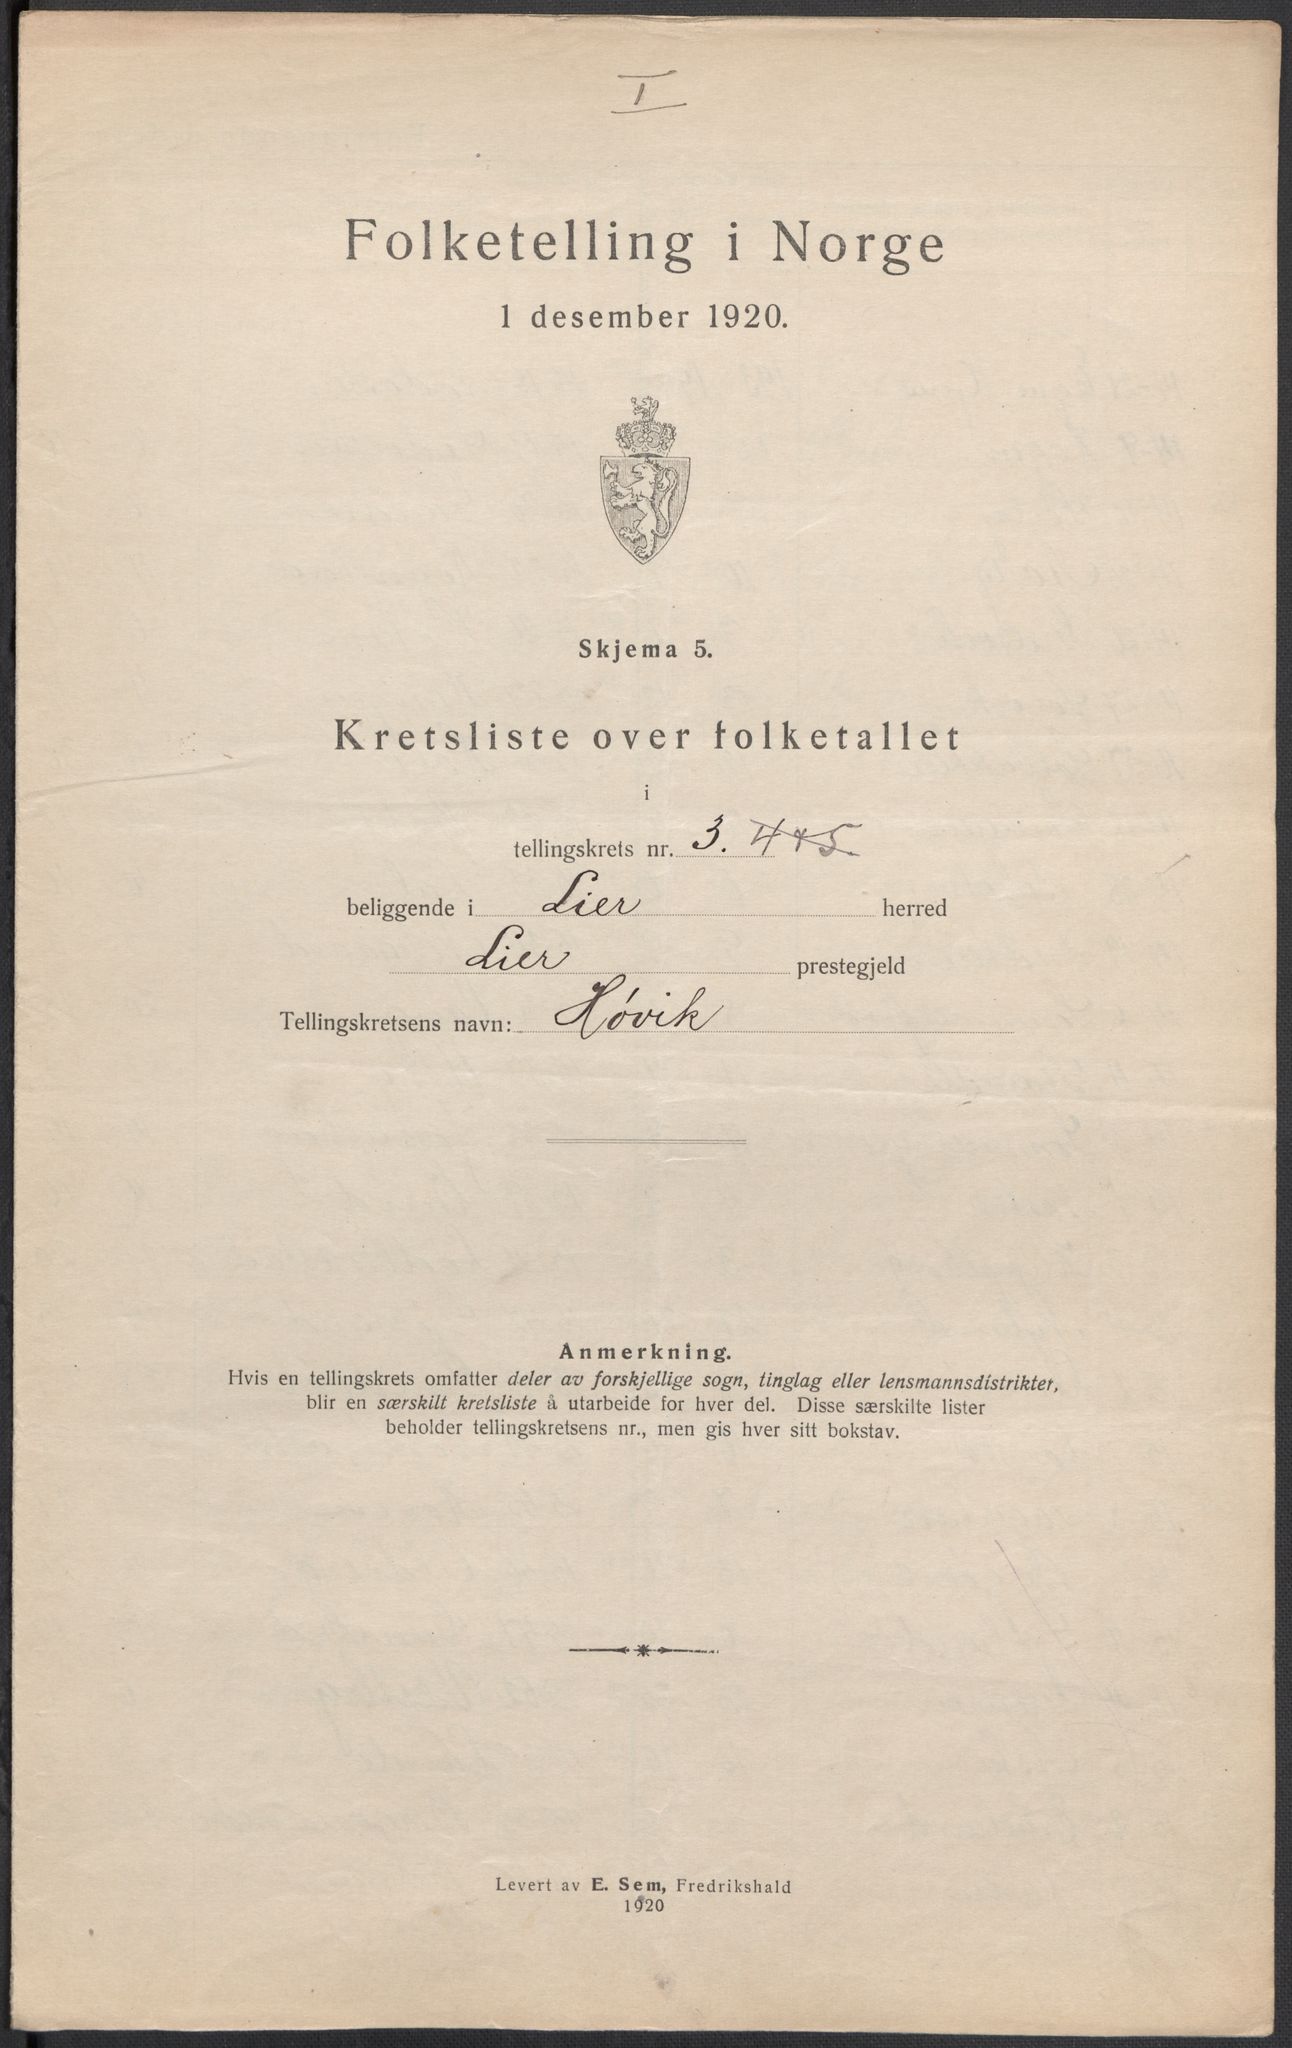 I
Folketelling i Norge
1 desember 1920.
Skjema 5.
Kretsliste over folketallet
i
tellingskrets nr. 3. 4 + 5.
beliggende i Lier herred
Lier prestegjeld
Tellingskretsens navn: Høvik
Anmerkning.
Hvis en tellingskrets omfatter deler av forskjellige sogn, tinglag eller lensmannsdistrikter,
blir en særskilt kretsliste å utarbeide for hver del. Disse særskilte lister
beholder tellingskretsens nr., men gis hver sitt bokstav.
Levert av E. Sem, Fredrikshald
1920